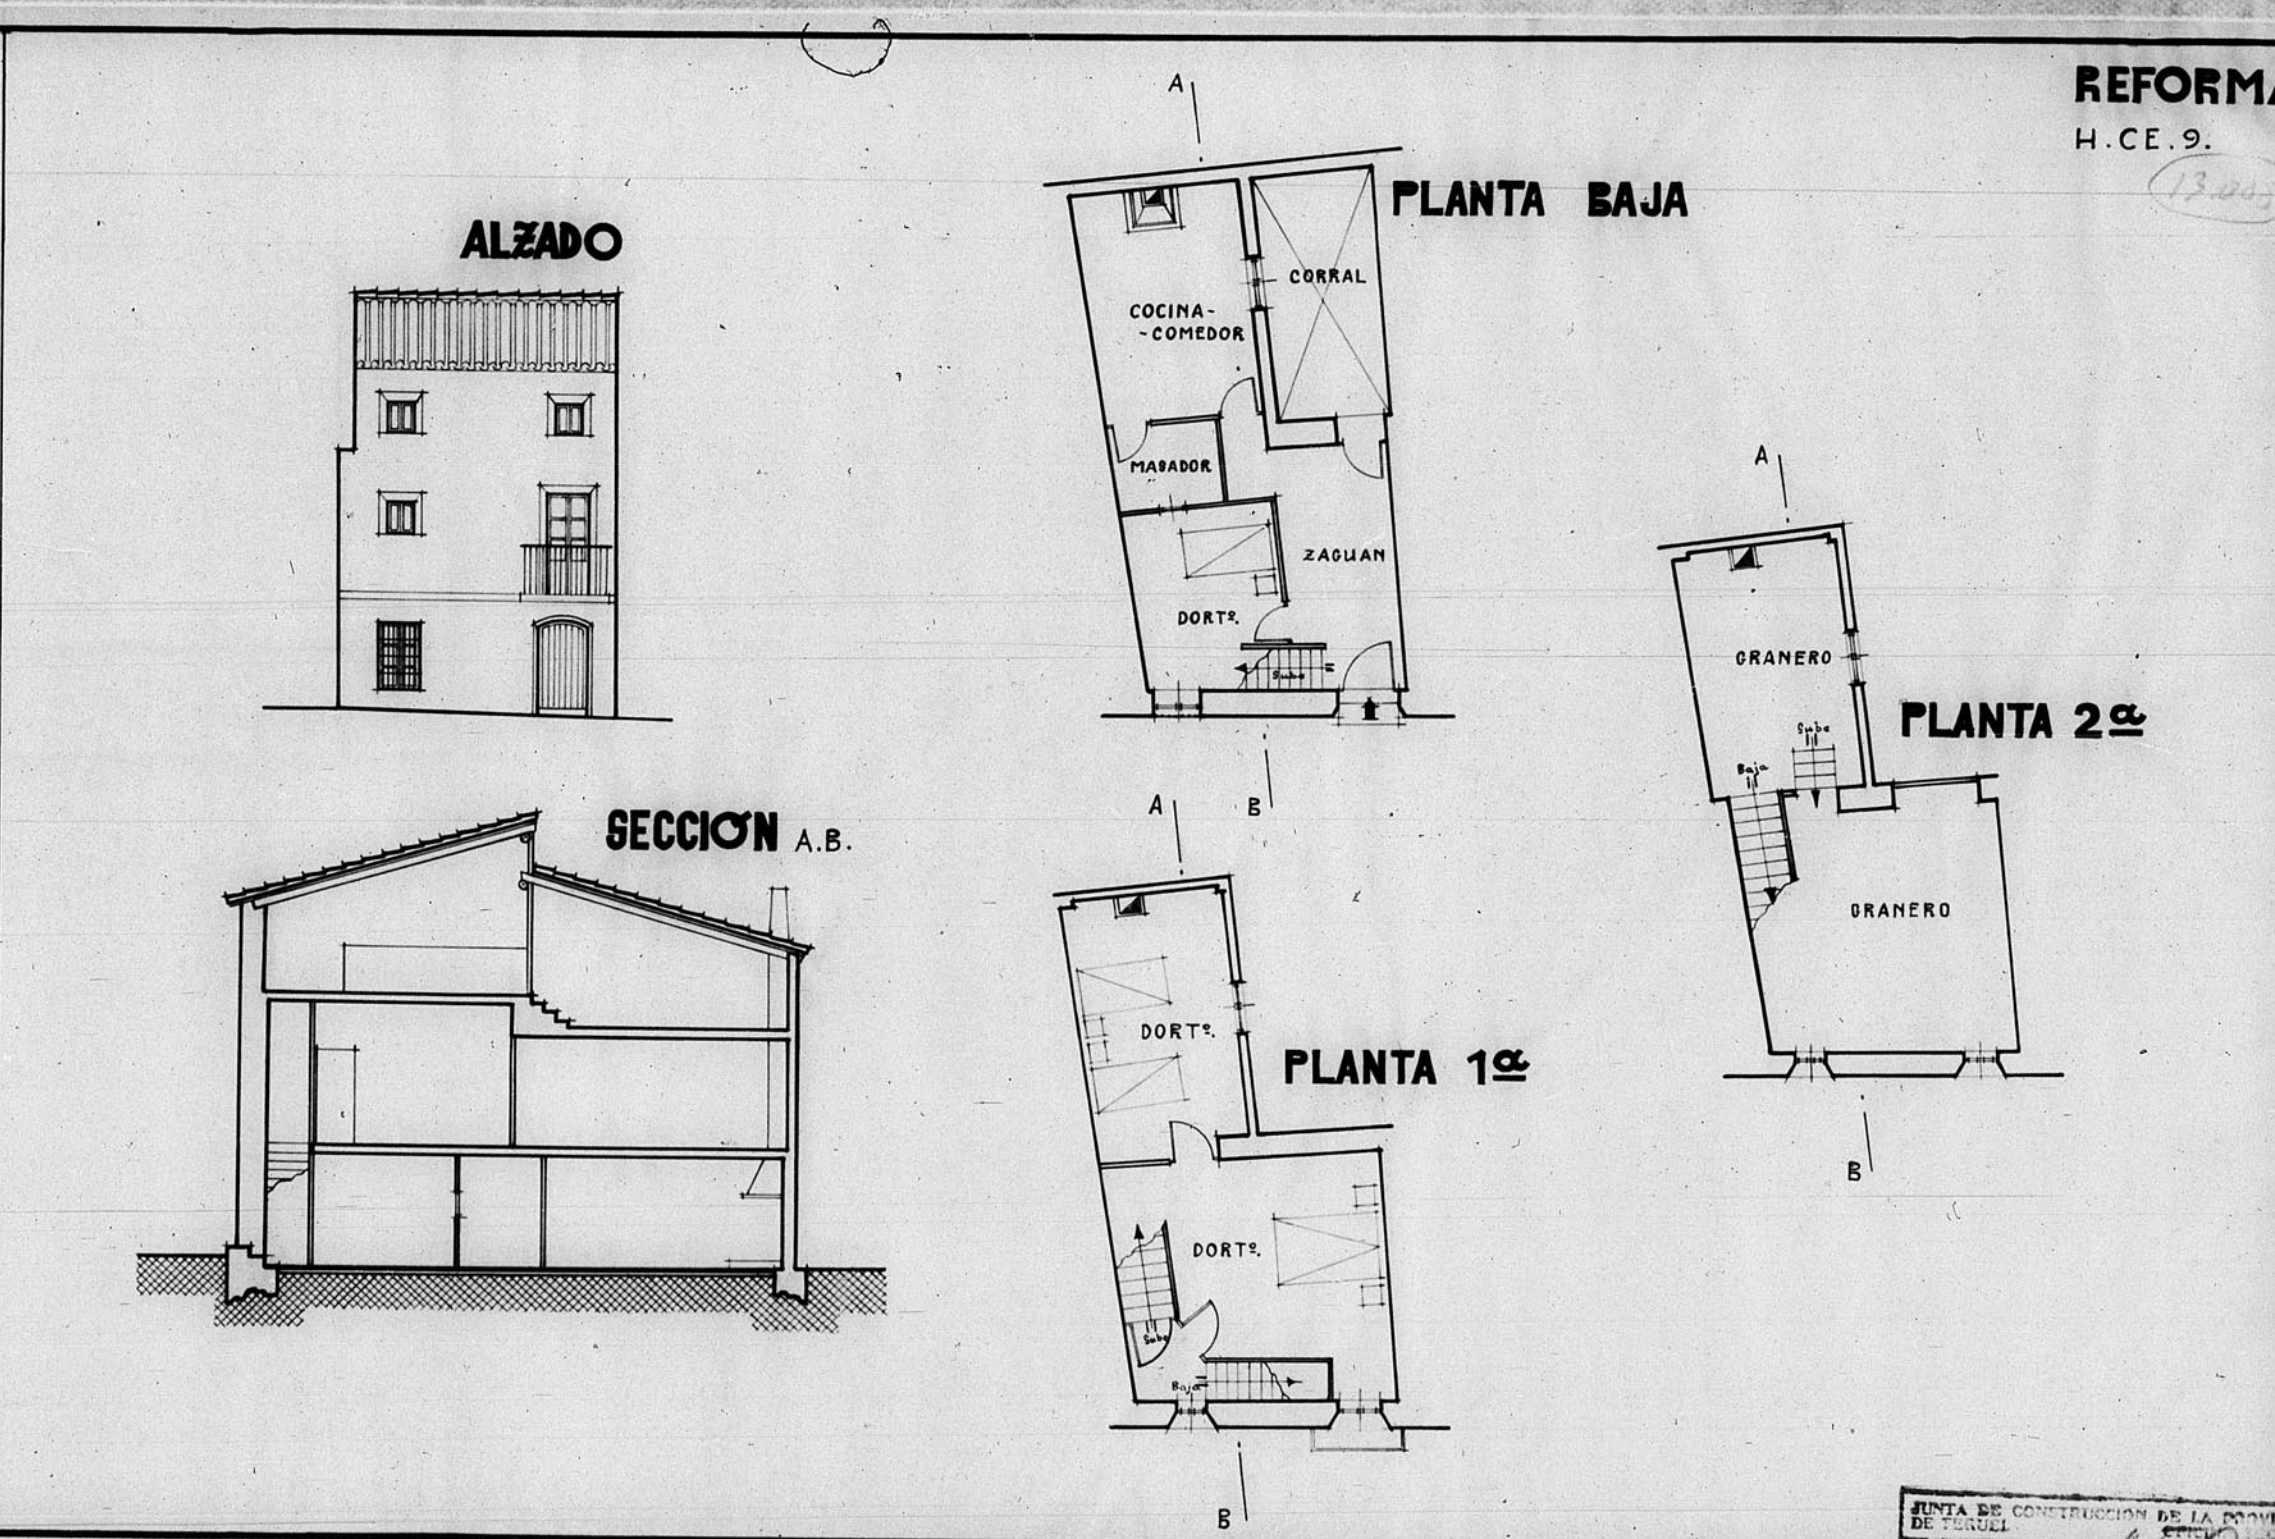 REFORMA
H.CE.9.
ALZADO
A
PLANTA BAJA
CORRAL
COCINA-
-COMEDOR
MASADOR
ZAGUAN
DORTº.
Sube
B
SECCION A.B.
A
PLANTA 1ª
DORTº.
DORTº.
Sube
Baja
B
A
PLANTA 2ª
GRANERO
Sube
Baja
GRANERO
B
JUNTA DE CONSTRUCCION DE LA
DE TERUEL